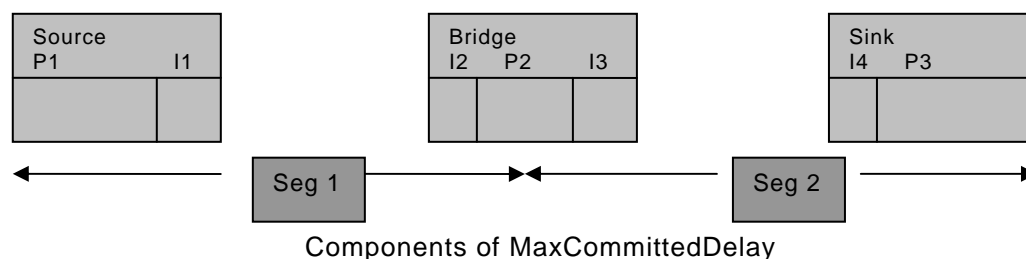 Source Bridge Sink
P1 I1 I2 P2 I3 I4 P3
Seg 1 Seg 2
Components of MaxCommittedDelay